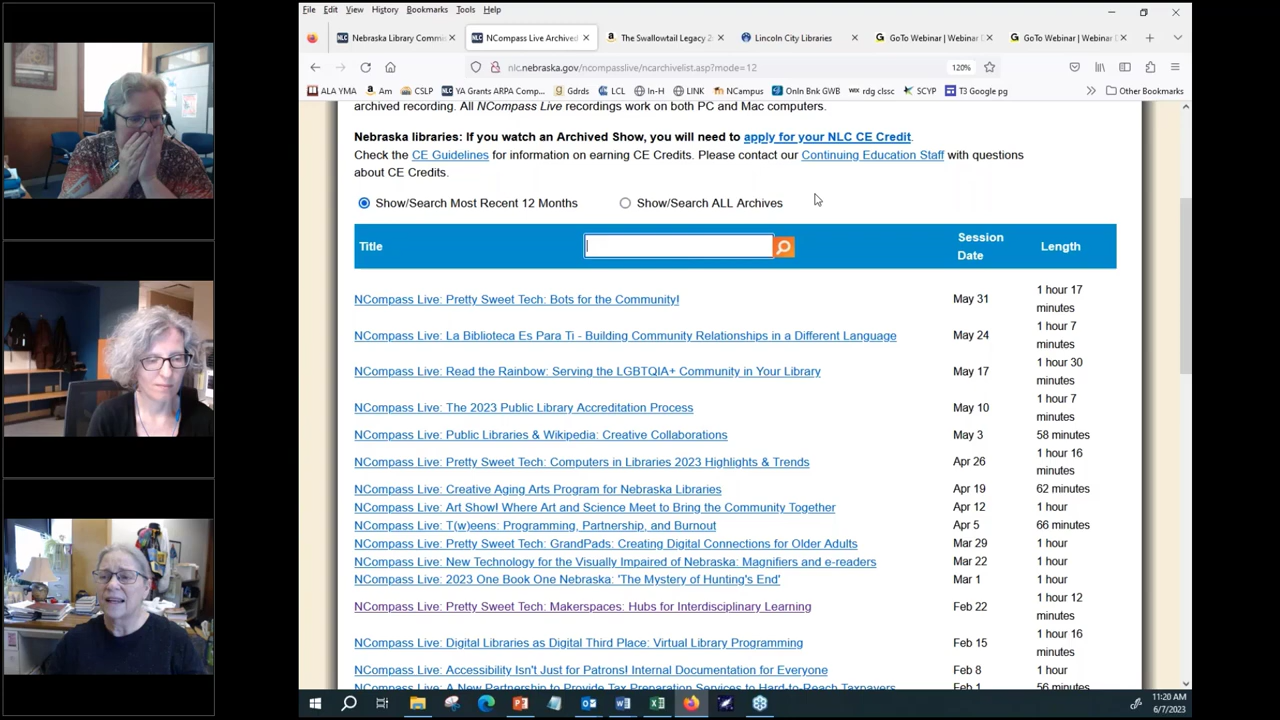 File Edit View History Bookmarks Tools Help
Nebraska Library Commi
NCompass Live Archived
The Swallowtail Legacy 2:
Lincoln City Libraries
GoTo Webinar | Webinar
GoTo Webinar | Webinar
nlc.nebraska.gov/ncompasslive/ncarchivelist.asp?mode=12
120%
ALA YMA Am CSLP YA Grants ARPA Comp... Gdrds LCL In-H LINK NCampus OnIn Bnk GWB rdg clssc SCYP T3 Google pg Other Bookmarks
archived recording. All NCompass Live recordings work on both PC and Mac computers.
Nebraska libraries: If you watch an Archived Show, you will need to apply for your NLC CE Credit.
Check the CE Guidelines for information on earning CE Credits. Please contact our Continuing Education Staff with questions
about CE Credits.
Show/Search Most Recent 12 Months Show/Search ALL Archives
Title Session Date Length
NCompass Live: Pretty Sweet Tech: Bots for the Community! May 31 1 hour 17 minutes
NCompass Live: La Biblioteca Es Para Ti - Building Community Relationships in a Different Language May 24 1 hour 7 minutes
NCompass Live: Read the Rainbow: Serving the LGBTQIA+ Community in Your Library May 17 1 hour 30 minutes
NCompass Live: The 2023 Public Library Accreditation Process May 10 1 hour 7 minutes
NCompass Live: Public Libraries & Wikipedia: Creative Collaborations May 3 58 minutes
NCompass Live: Pretty Sweet Tech: Computers in Libraries 2023 Highlights & Trends Apr 26 1 hour 16 minutes
NCompass Live: Creative Aging Arts Program for Nebraska Libraries Apr 19 62 minutes
NCompass Live: Art Show! Where Art and Science Meet to Bring the Community Together Apr 12 1 hour
NCompass Live: T(w)eens: Programming, Partnership, and Burnout Apr 5 66 minutes
NCompass Live: Pretty Sweet Tech: GrandPads: Creating Digital Connections for Older Adults Mar 29 1 hour
NCompass Live: New Technology for the Visually Impaired of Nebraska: Magnifiers and e-readers Mar 22 1 hour
NCompass Live: 2023 One Book One Nebraska: 'The Mystery of Hunting's End' Mar 1 1 hour
NCompass Live: Pretty Sweet Tech: Makerspaces: Hubs for Interdisciplinary Learning Feb 22 1 hour 12 minutes
NCompass Live: Digital Libraries as Digital Third Place: Virtual Library Programming Feb 15 1 hour 16 minutes
NCompass Live: Accessibility Isn't Just for Patrons! Internal Documentation for Everyone Feb 8 1 hour
NCompass Live: A New Partnership to Provide Tax Preparation Services to Hard-to-Reach Taxpayers Feb 1 56 minutes
11:20 AM
6/7/2023